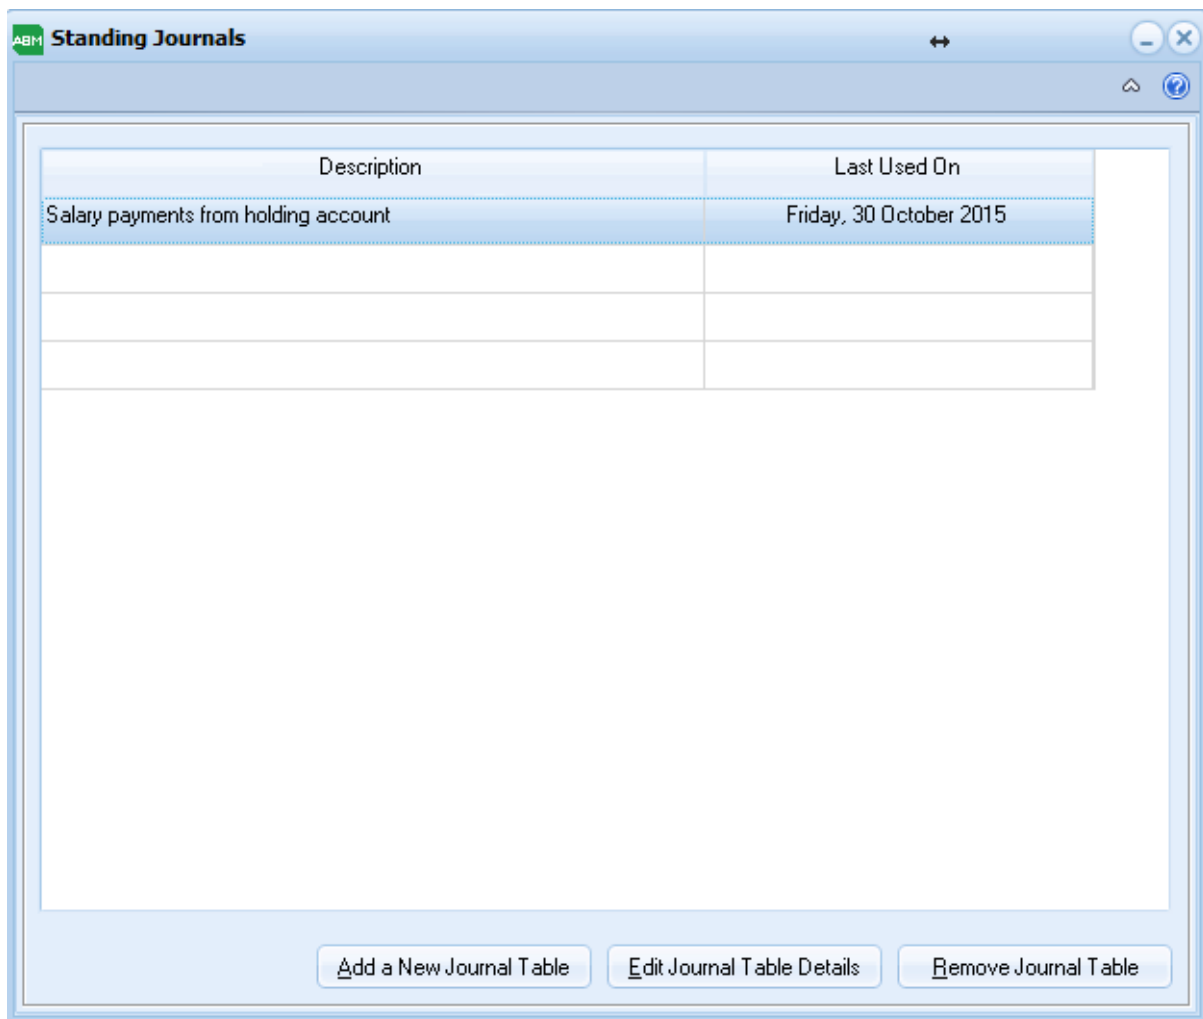 ABM Standing Journals
Description Last Used On
Salary payments from holding account Friday, 30 October 2015
Add a New Journal Table Edit Journal Table Details Remove Journal Table